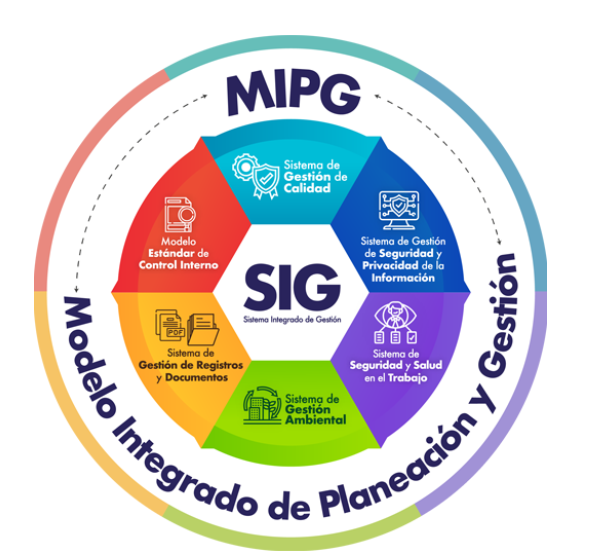 MIPG
Sistema de
Gestión de
Calidad
Sistema de Gestión
de Seguridad y
Privacidad de la
Información
Sistema de
Seguridad y Salud
en el Trabajo
Sistema de
Gestión
Ambiental
PDF
Sistema de
Gestión de Registros
y Documentos
Modelo
Estándar de
Control Interno
SIG
Sistema Integrado de Gestión
Modelo Integrado de Planeación y Gestión